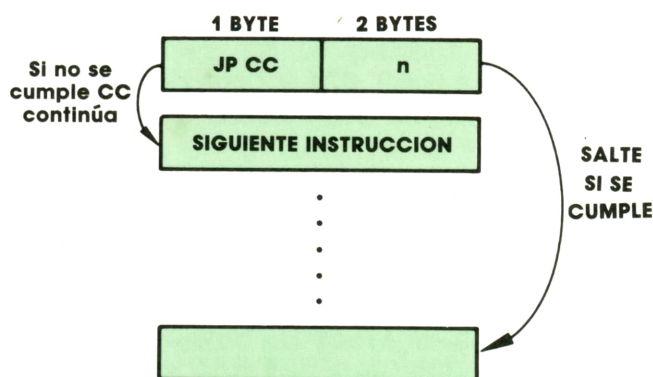 1 BYTE 2 BYTES
JP CC n
Si no se
cumple CC
continúa
SIGUIENTE INSTRUCCION
SALTE
SI SE
CUMPLE